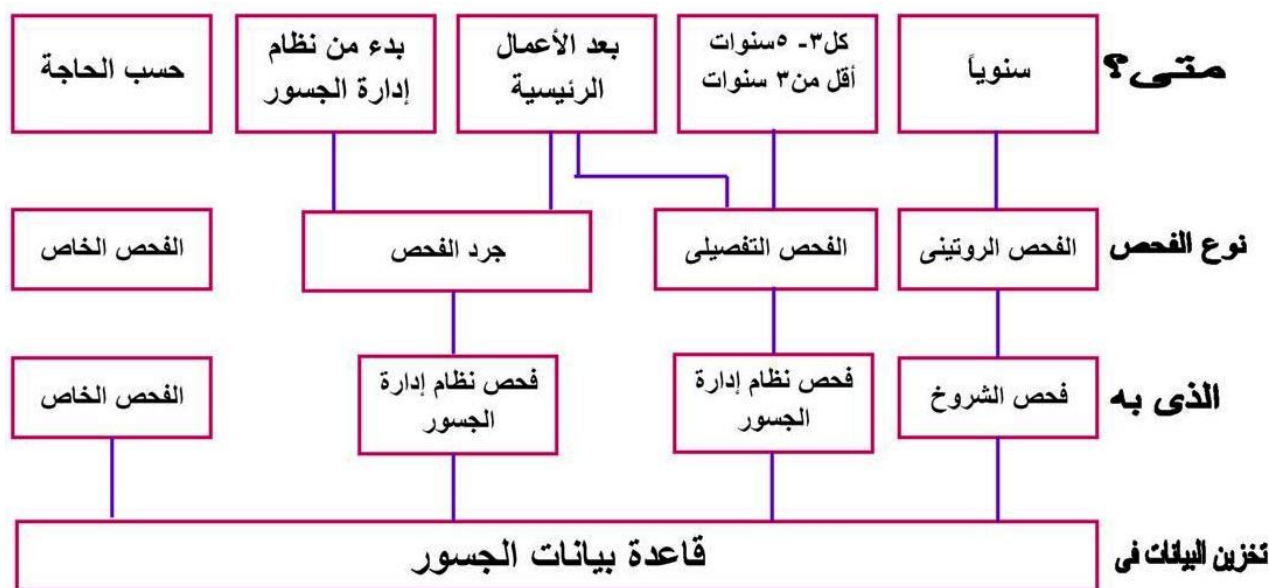 متى؟
سنوياً
كل٣- ٥سنوات
أقل من٣ سنوات
بعد الأعمال
الرئيسية
بدء من نظام
إدارة الجسور
حسب الحاجة
نوع الفحص
الفحص الروتينى
الفحص التفصيلى
جرد الفحص
الفحص الخاص
الذى به
فحص الشروخ
فحص نظام إدارة
الجسور
فحص نظام إدارة
الجسور
الفحص الخاص
تخزين البيانات فى
قاعدة بيانات الجسور